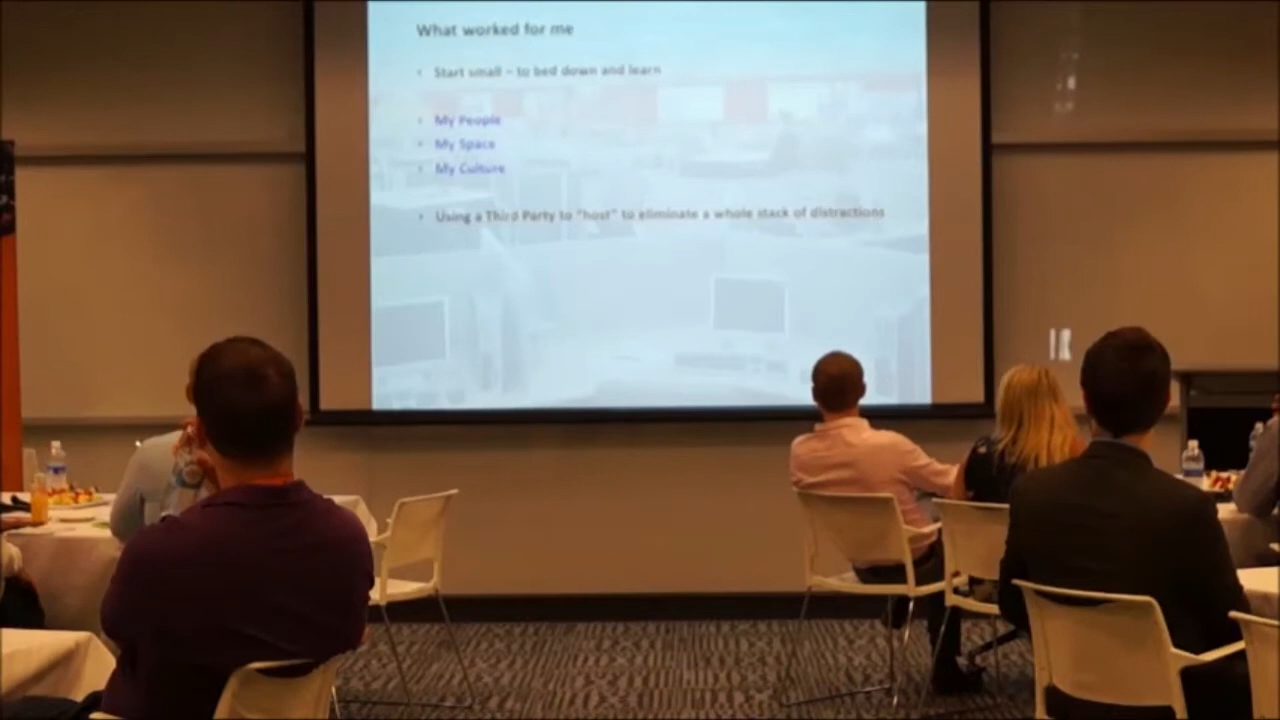 What worked for me
Start small – to bed down and learn
My People
My Space
My Culture
Using a Third Party to "host" to eliminate a whole stack of distractions